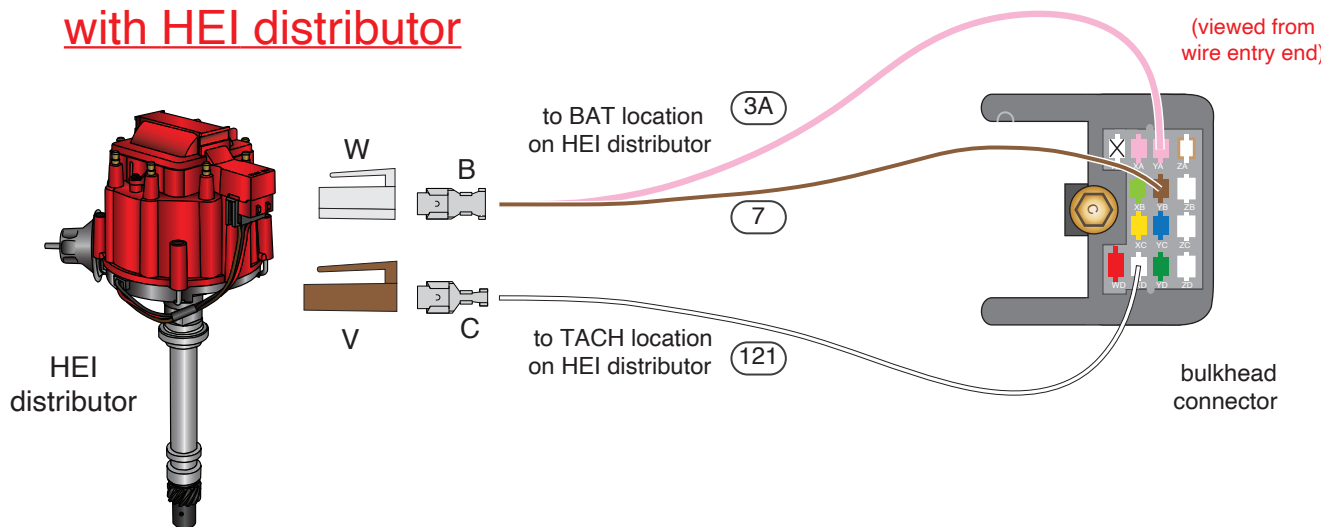 with HEI distributor
(viewed from
wire entry end)
to BAT location
on HEI distributor
3A
W
B
7
V
C
to TACH location
on HEI distributor
121
HEI
distributor
XA YA ZA
XB YB ZB
XC YC ZC
WD XD YD ZD
bulkhead
connector